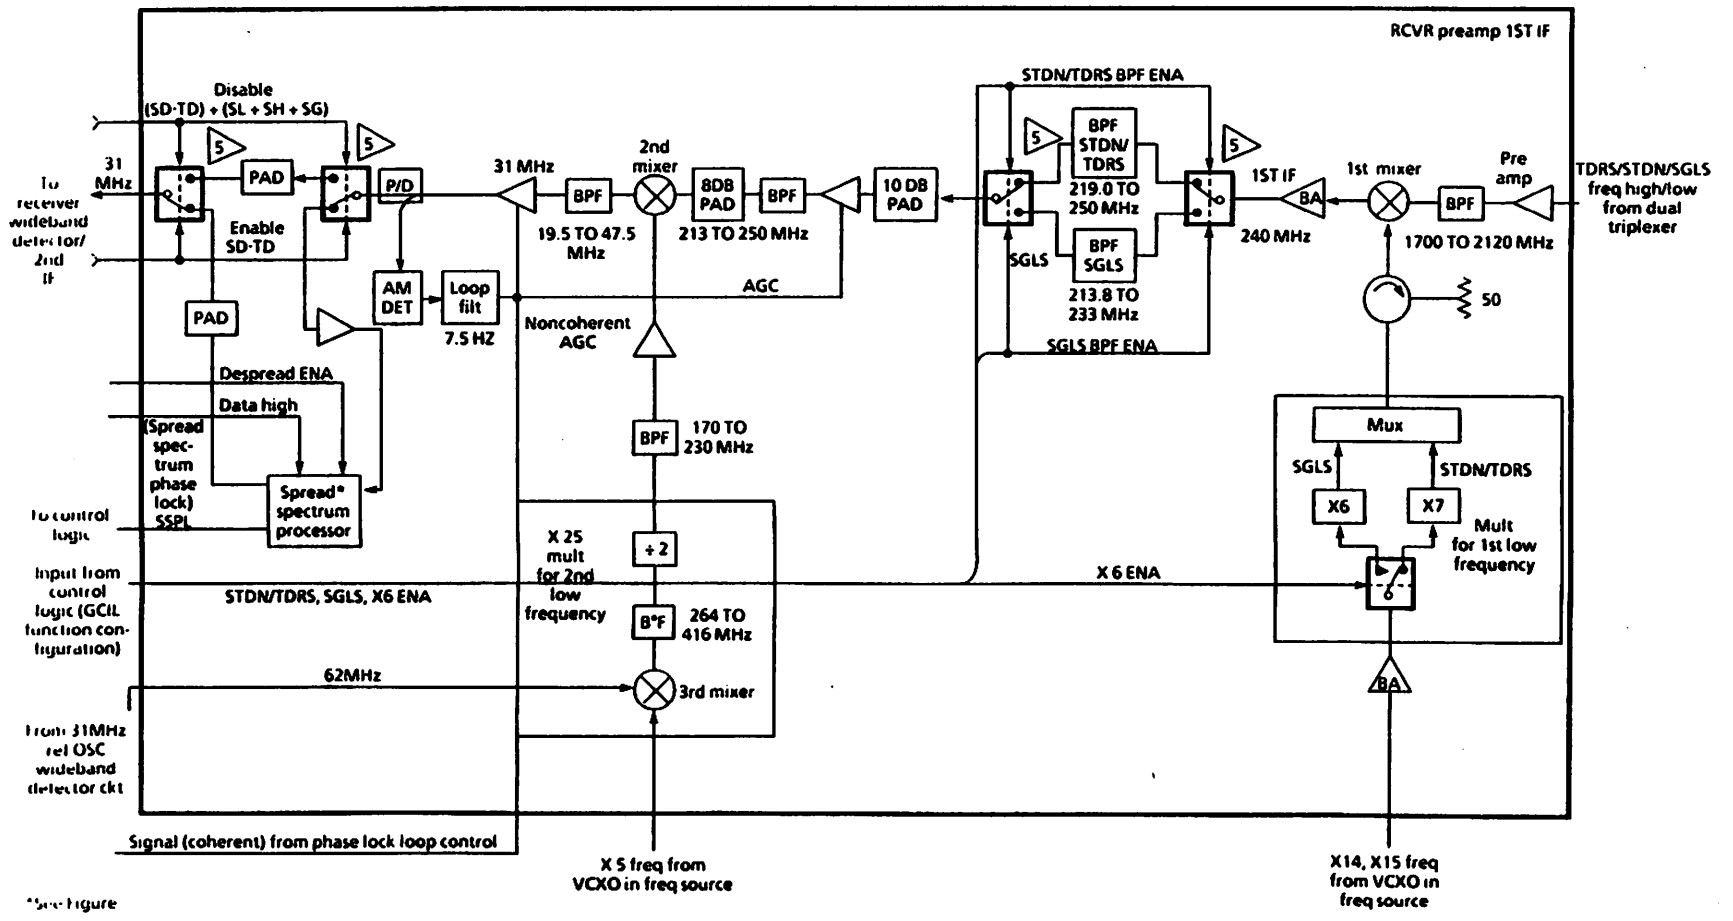 RCVR preamp 1ST IF
STDN/TDRS BPF ENA
Disable
(SD·TD) + (SL + SH + SG)
5
5
5
5
BPF
STDN/
TDRS
219.0 TO
250 MHz
2nd
mixer
31 MHz
P/D
PAD
31
MHz
To
receiver
wideband
detector/
2nd
IF
Enable
SD·TD
BPF
19.5 TO 47.5
MHz
8DB
PAD
BPF
213 TO 250 MHz
10 DB
PAD
1ST IF
BA
240 MHz
1st mixer
BPF
1700 TO 2120 MHz
Pre
amp
TDRS/STDN/SGLS
freq high/low
from dual
triplexer
SGLS
BPF
SGLS
213.8 TO
233 MHz
SGLS BPF ENA
50
AM
DET
Loop
filt
7.5 HZ
AGC
Noncoherent
AGC
PAD
Despread ENA
Data high
(Spread
spec-
trum
phase
lock)
SSPL
Spread*
spectrum
processor
To control
logic
BPF
170 TO
230 MHz
Mux
SGLS
STDN/TDRS
X6
X7
Mult
for 1st low
frequency
÷ 2
X 25
mult
for 2nd
low
frequency
Input from
control
logic (GCIL
function con-
figuration)
STDN/TDRS, SGLS, X6 ENA
X 6 ENA
B°F
264 TO
416 MHz
62MHz
3rd mixer
BA
From 31MHz
ref OSC
wideband
detector ckt
Signal (coherent) from phase lock loop control
X 5 freq from
VCXO in freq source
X14, X15 freq
from VCXO in
freq source
*See Figure